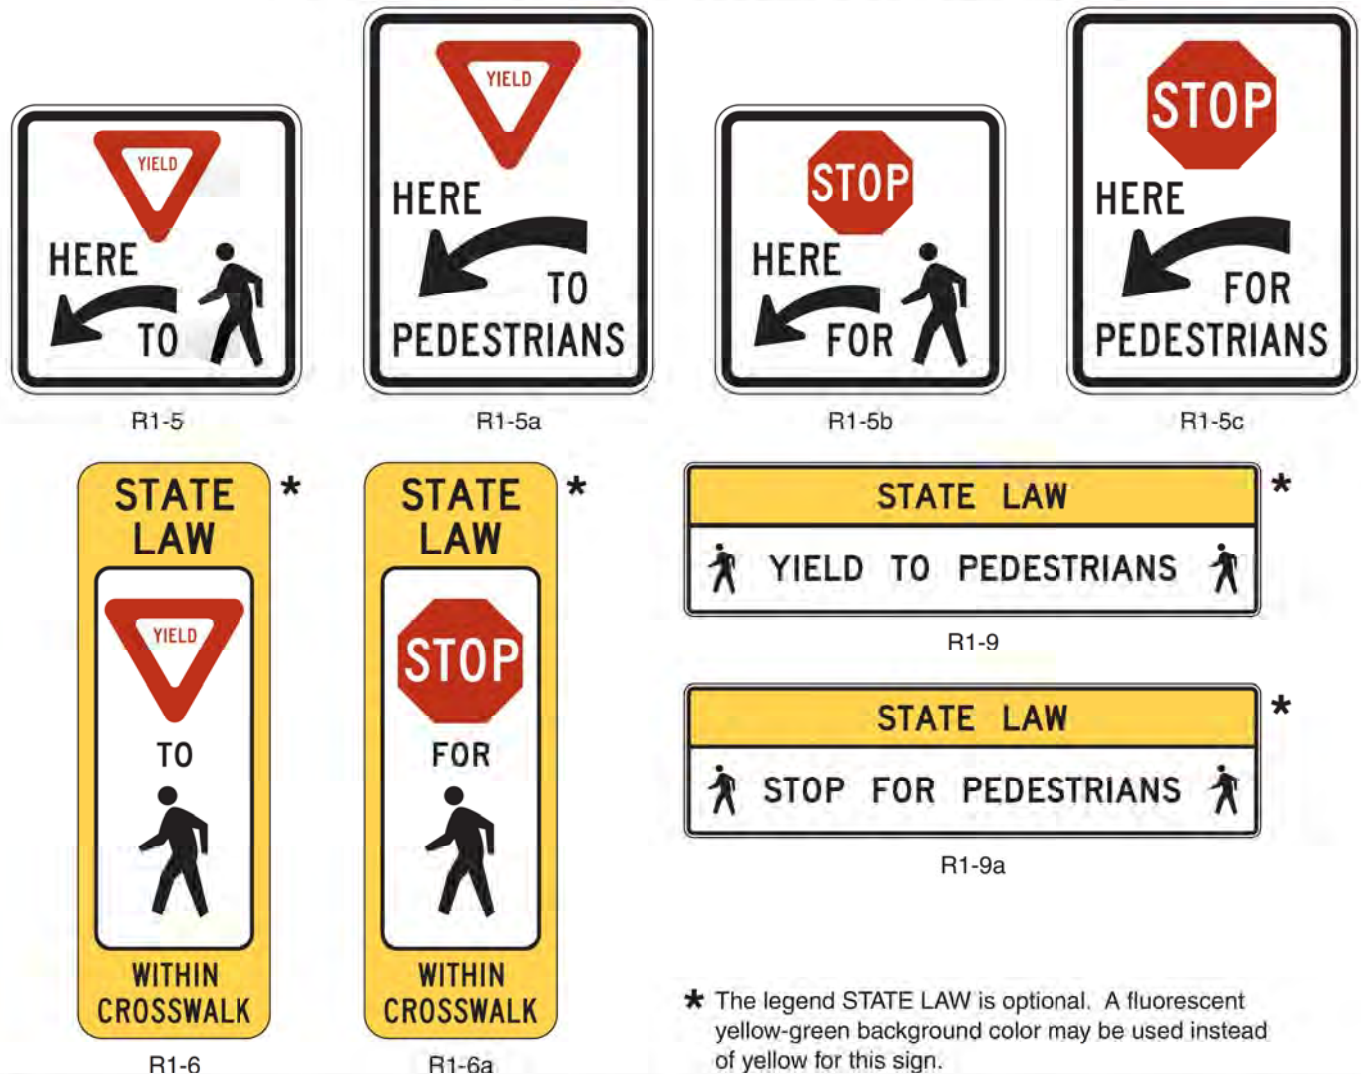 YIELD
HERE
TO
R1-5
YIELD
HERE
TO
PEDESTRIANS
R1-5a
STOP
HERE
FOR
R1-5b
STOP
HERE
FOR
PEDESTRIANS
R1-5c
STATE
LAW
*
YIELD
TO
WITHIN
CROSSWALK
R1-6
STATE
LAW
*
STOP
FOR
WITHIN
CROSSWALK
R1-6a
STATE LAW
*
YIELD TO PEDESTRIANS
R1-9
STATE LAW
*
STOP FOR PEDESTRIANS
R1-9a
* The legend STATE LAW is optional. A fluorescent
yellow-green background color may be used instead
of yellow for this sign.